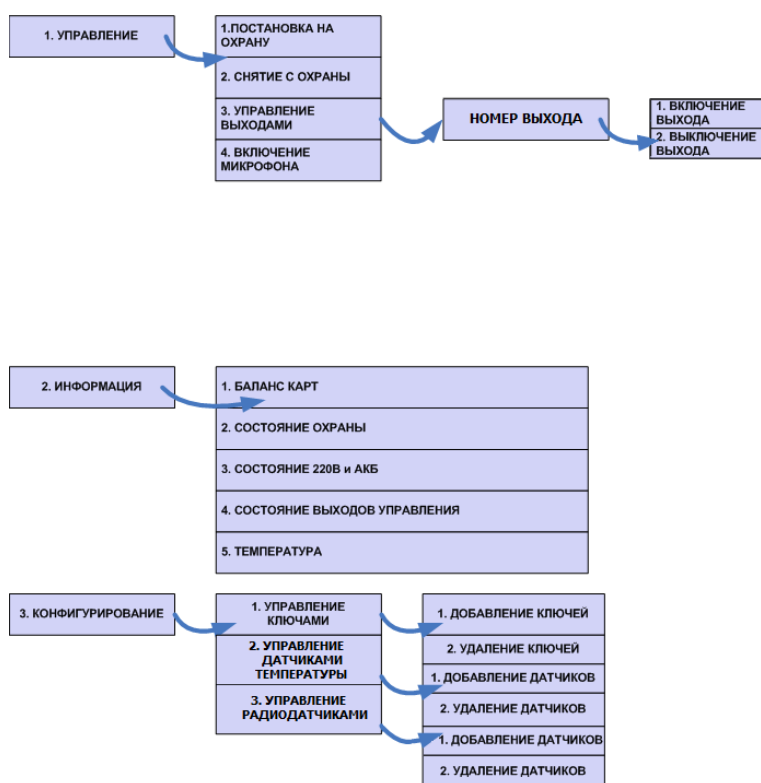 1. УПРАВЛЕНИЕ
1.ПОСТАНОВКА НА
ОХРАНУ
2. СНЯТИЕ С ОХРАНЫ
3. УПРАВЛЕНИЕ
ВЫХОДАМИ
4. ВКЛЮЧЕНИЕ
МИКРОФОНА
НОМЕР ВЫХОДА
1. ВКЛЮЧЕНИЕ
ВЫХОДА
2. ВЫКЛЮЧЕНИЕ
ВЫХОДА
2. ИНФОРМАЦИЯ
1. БАЛАНС КАРТ
2. СОСТОЯНИЕ ОХРАНЫ
3. СОСТОЯНИЕ 220В и АКБ
4. СОСТОЯНИЕ ВЫХОДОВ УПРАВЛЕНИЯ
5. ТЕМПЕРАТУРА
3. КОНФИГУРИРОВАНИЕ
1. УПРАВЛЕНИЕ
КЛЮЧАМИ
2. УПРАВЛЕНИЕ
ДАТЧИКАМИ
ТЕМПЕРАТУРЫ
3. УПРАВЛЕНИЕ
РАДИОДАТЧИКАМИ
1. ДОБАВЛЕНИЕ КЛЮЧЕЙ
2. УДАЛЕНИЕ КЛЮЧЕЙ
1. ДОБАВЛЕНИЕ ДАТЧИКОВ
2. УДАЛЕНИЕ ДАТЧИКОВ
1. ДОБАВЛЕНИЕ ДАТЧИКОВ
2. УДАЛЕНИЕ ДАТЧИКОВ